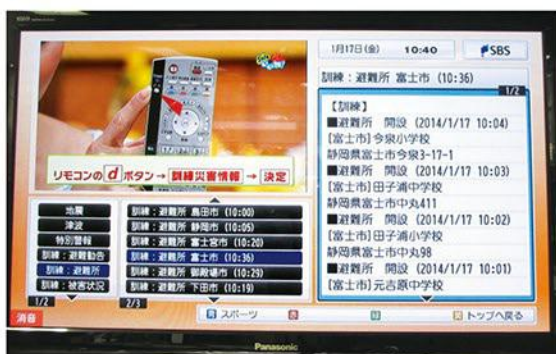 1月17日(金) 10:40 SBS
訓練：避難所 富士市 (10:36)
1/2
【訓練】
■避難所 開設 (2014/1/17 10:04)
[富士市]今泉小学校
静岡県富士市今泉3-17-1
■避難所 開設 (2014/1/17 10:03)
[富士市]田子浦中学校
静岡県富士市中丸411
■避難所 開設 (2014/1/17 10:02)
[富士市]田子浦小学校
静岡県富士市中丸98
■避難所 開設 (2014/1/17 10:01)
[富士市]元吉原中学校
リモコンの d ボタン→ 訓練災害情報 → 決定
地震
津波
特別警報
訓練：避難勧告
訓練：避難所
訓練：被害状況
1/2
訓練：避難所 島田市 (10:00)
訓練：避難所 静岡市 (10:05)
訓練：避難所 富士宮市 (10:20)
訓練：避難所 富士市 (10:36)
訓練：避難所 御殿場市 (10:29)
訓練：避難所 下田市 (10:19)
2/3
消音
青 スポーツ 赤 緑 黄 トップへ戻る
Panasonic